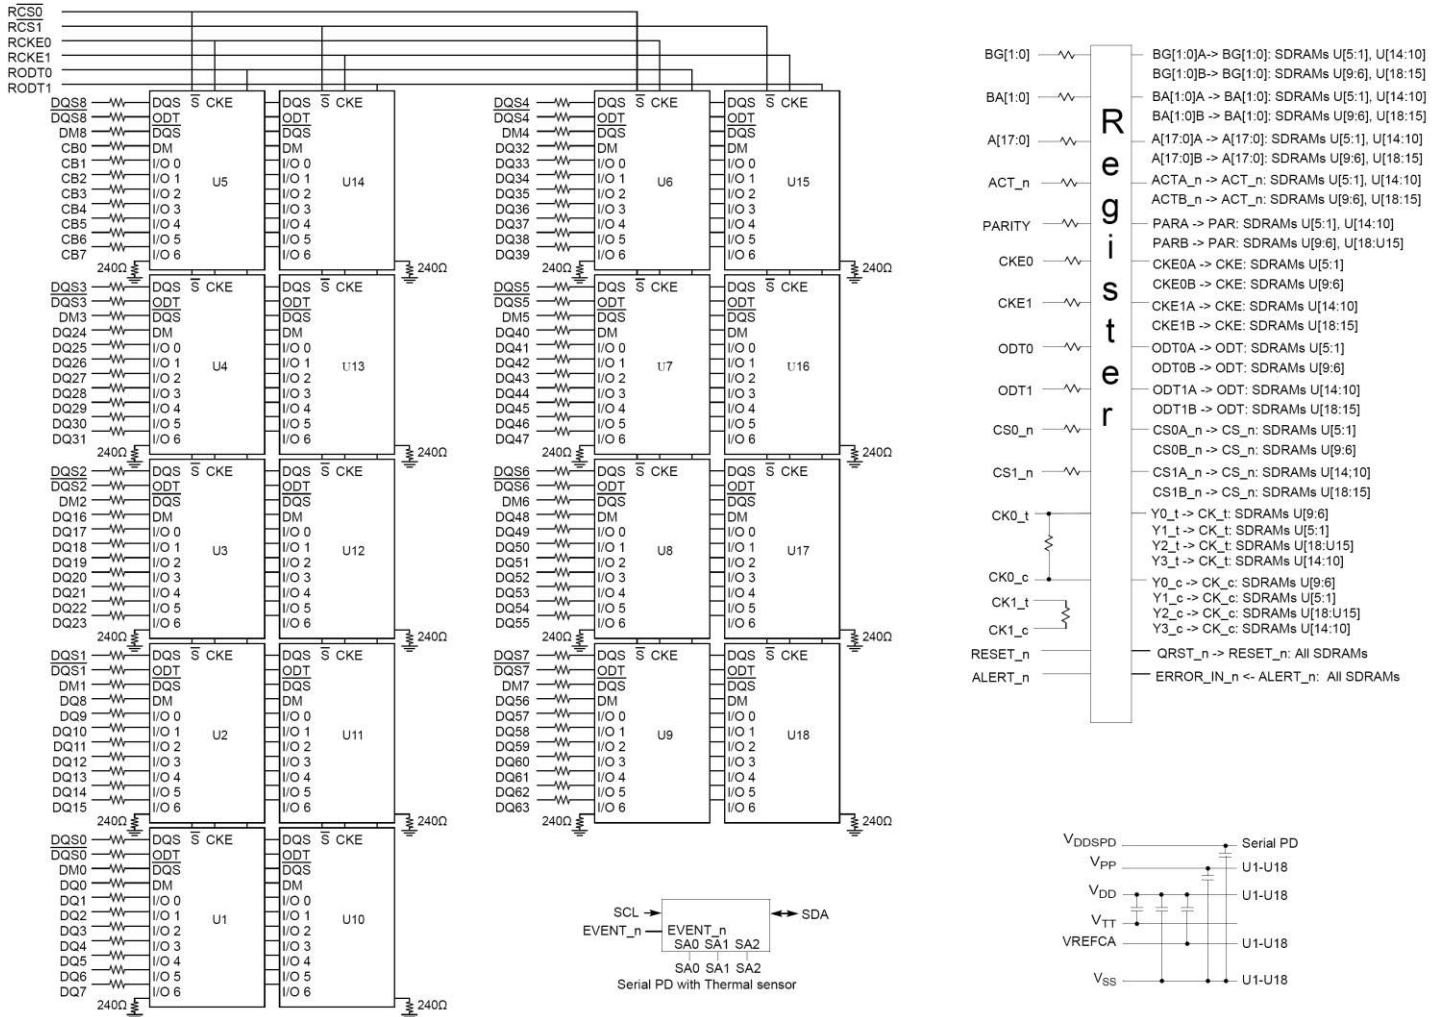 RCS0
RCS1
RCKE0
RCKE1
RODT0
RODT1
DQS8 DQS S CKE DQS S CKE
DQS8 ODT ODT
DM8 DQS DQS
CB0 DM DM
CB1 I/O 0 I/O 0
CB2 I/O 1 U5 I/O 1 U14
CB3 I/O 2 I/O 2
CB4 I/O 3 I/O 3
CB5 I/O 4 I/O 4
CB6 I/O 5 I/O 5
CB7 I/O 6 I/O 6
240Ω 240Ω
DQS3 DQS S CKE DQS S CKE
DQS3 ODT ODT
DM3 DQS DQS
DQ24 DM DM
DQ25 I/O 0 I/O 0
DQ26 I/O 1 U4 I/O 1 U13
DQ27 I/O 2 I/O 2
DQ28 I/O 3 I/O 3
DQ29 I/O 4 I/O 4
DQ30 I/O 5 I/O 5
DQ31 I/O 6 I/O 6
240Ω 240Ω
DQS2 DQS S CKE DQS S CKE
DQS2 ODT ODT
DM2 DQS DQS
DQ16 DM DM
DQ17 I/O 0 I/O 0
DQ18 I/O 1 U3 I/O 1 U12
DQ19 I/O 2 I/O 2
DQ20 I/O 3 I/O 3
DQ21 I/O 4 I/O 4
DQ22 I/O 5 I/O 5
DQ23 I/O 6 I/O 6
240Ω 240Ω
DQS1 DQS S CKE DQS S CKE
DQS1 ODT ODT
DM1 DQS DQS
DQ8 DM DM
DQ9 I/O 0 I/O 0
DQ10 I/O 1 U2 I/O 1 U11
DQ11 I/O 2 I/O 2
DQ12 I/O 3 I/O 3
DQ13 I/O 4 I/O 4
DQ14 I/O 5 I/O 5
DQ15 I/O 6 I/O 6
240Ω 240Ω
DQS0 DQS S CKE DQS S CKE
DQS0 ODT ODT
DM0 DQS DQS
DQ0 DM DM
DQ1 I/O 0 I/O 0
DQ2 I/O 1 U1 I/O 1 U10
DQ3 I/O 2 I/O 2
DQ4 I/O 3 I/O 3
DQ5 I/O 4 I/O 4
DQ6 I/O 5 I/O 5
DQ7 I/O 6 I/O 6
240Ω 240Ω
DQS4 DQS S CKE DQS S CKE
DQS4 ODT ODT
DM4 DQS DQS
DQ32 DM DM
DQ33 I/O 0 I/O 0
DQ34 I/O 1 U6 I/O 1 U15
DQ35 I/O 2 I/O 2
DQ36 I/O 3 I/O 3
DQ37 I/O 4 I/O 4
DQ38 I/O 5 I/O 5
DQ39 I/O 6 I/O 6
240Ω 240Ω
DQS5 DQS S CKE DQS S CKE
DQS5 ODT ODT
DM5 DQS DQS
DQ40 DM DM
DQ41 I/O 0 I/O 0
DQ42 I/O 1 U7 I/O 1 U16
DQ43 I/O 2 I/O 2
DQ44 I/O 3 I/O 3
DQ45 I/O 4 I/O 4
DQ46 I/O 5 I/O 5
DQ47 I/O 6 I/O 6
240Ω 240Ω
DQS6 DQS S CKE DQS S CKE
DQS6 ODT ODT
DM6 DQS DQS
DQ48 DM DM
DQ49 I/O 0 I/O 0
DQ50 I/O 1 U8 I/O 1 U17
DQ51 I/O 2 I/O 2
DQ52 I/O 3 I/O 3
DQ53 I/O 4 I/O 4
DQ54 I/O 5 I/O 5
DQ55 I/O 6 I/O 6
240Ω 240Ω
DQS7 DQS S CKE DQS S CKE
DQS7 ODT ODT
DM7 DQS DQS
DQ56 DM DM
DQ57 I/O 0 I/O 0
DQ58 I/O 1 U9 I/O 1 U18
DQ59 I/O 2 I/O 2
DQ60 I/O 3 I/O 3
DQ61 I/O 4 I/O 4
DQ62 I/O 5 I/O 5
DQ63 I/O 6 I/O 6
240Ω 240Ω
SCL SDA
EVENT_n EVENT_n
SA0 SA1 SA2
SA0 SA1 SA2
Serial PD with Thermal sensor
Register
BG[1:0] BG[1:0]A-> BG[1:0]: SDRAMs U[5:1], U[14:10]
BG[1:0]B-> BG[1:0]: SDRAMs U[9:6], U[18:15]
BA[1:0] BA[1:0]A -> BA[1:0]: SDRAMs U[5:1], U[14:10]
BA[1:0]B -> BA[1:0]: SDRAMs U[9:6], U[18:15]
A[17:0] A[17:0]A -> A[17:0]: SDRAMs U[5:1], U[14:10]
A[17:0]B -> A[17:0]: SDRAMs U[9:6], U[18:15]
ACT_n ACTA_n -> ACT_n: SDRAMs U[5:1], U[14:10]
ACTB_n -> ACT_n: SDRAMs U[9:6], U[18:15]
PARITY PARA -> PAR: SDRAMs U[5:1], U[14:10]
PARB -> PAR: SDRAMs U[9:6], U[18:U15]
CKE0 CKE0A -> CKE: SDRAMs U[5:1]
CKE0B -> CKE: SDRAMs U[9:6]
CKE1 CKE1A -> CKE: SDRAMs U[14:10]
CKE1B -> CKE: SDRAMs U[18:15]
ODT0 ODT0A -> ODT: SDRAMs U[5:1]
ODT0B -> ODT: SDRAMs U[9:6]
ODT1 ODT1A -> ODT: SDRAMs U[14:10]
ODT1B -> ODT: SDRAMs U[18:15]
CS0_n CS0A_n -> CS_n: SDRAMs U[5:1]
CS0B_n -> CS_n: SDRAMs U[9:6]
CS1_n CS1A_n -> CS_n: SDRAMs U[14;10]
CS1B_n -> CS_n: SDRAMs U[18:15]
CK0_t Y0_t -> CK_t: SDRAMs U[9:6]
Y1_t -> CK_t: SDRAMs U[5:1]
Y2_t -> CK_t: SDRAMs U[18:U15]
Y3_t -> CK_t: SDRAMs U[14:10]
CK0_c Y0_c -> CK_c: SDRAMs U[9:6]
CK1_t Y1_c -> CK_c: SDRAMs U[5:1]
Y2_c -> CK_c: SDRAMs U[18:U15]
CK1_c Y3_c -> CK_c: SDRAMs U[14:10]
RESET_n QRST_n -> RESET_n: All SDRAMs
ALERT_n ERROR_IN_n <- ALERT_n: All SDRAMs
VDDSPD Serial PD
VPP U1-U18
VDD U1-U18
VTT
VREFCA U1-U18
VSS U1-U18